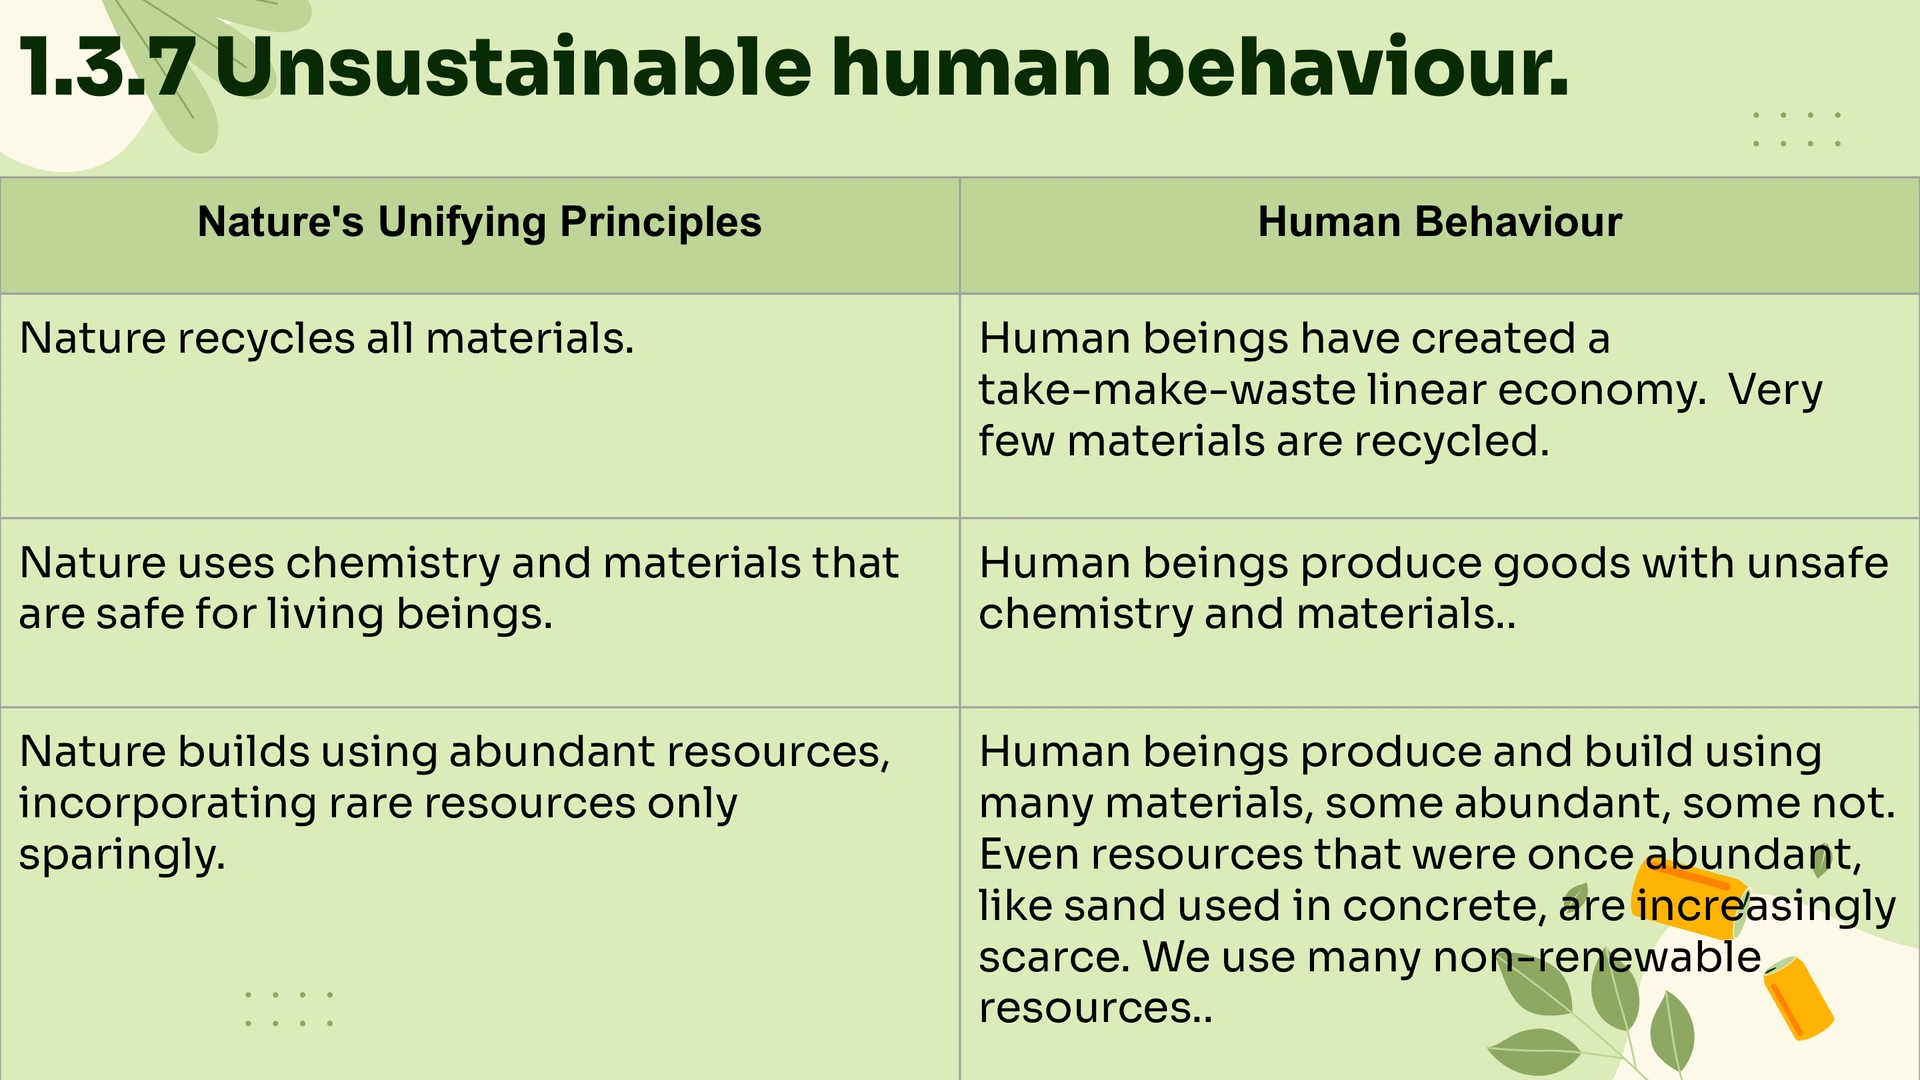 1.3.7 Unsustainable human behaviour.
Nature's Unifying Principles
Human Behaviour
Nature recycles all materials.
Human beings have created a
take-make-waste linear economy.  Very
few materials are recycled.
Nature uses chemistry and materials that
are safe for living beings.
Human beings produce goods with unsafe
chemistry and materials..
Nature builds using abundant resources,
incorporating rare resources only
sparingly.
Human beings produce and build using
many materials, some abundant, some not.
Even resources that were once abundant,
like sand used in concrete, are increasingly
scarce. We use many non-renewable
resources..